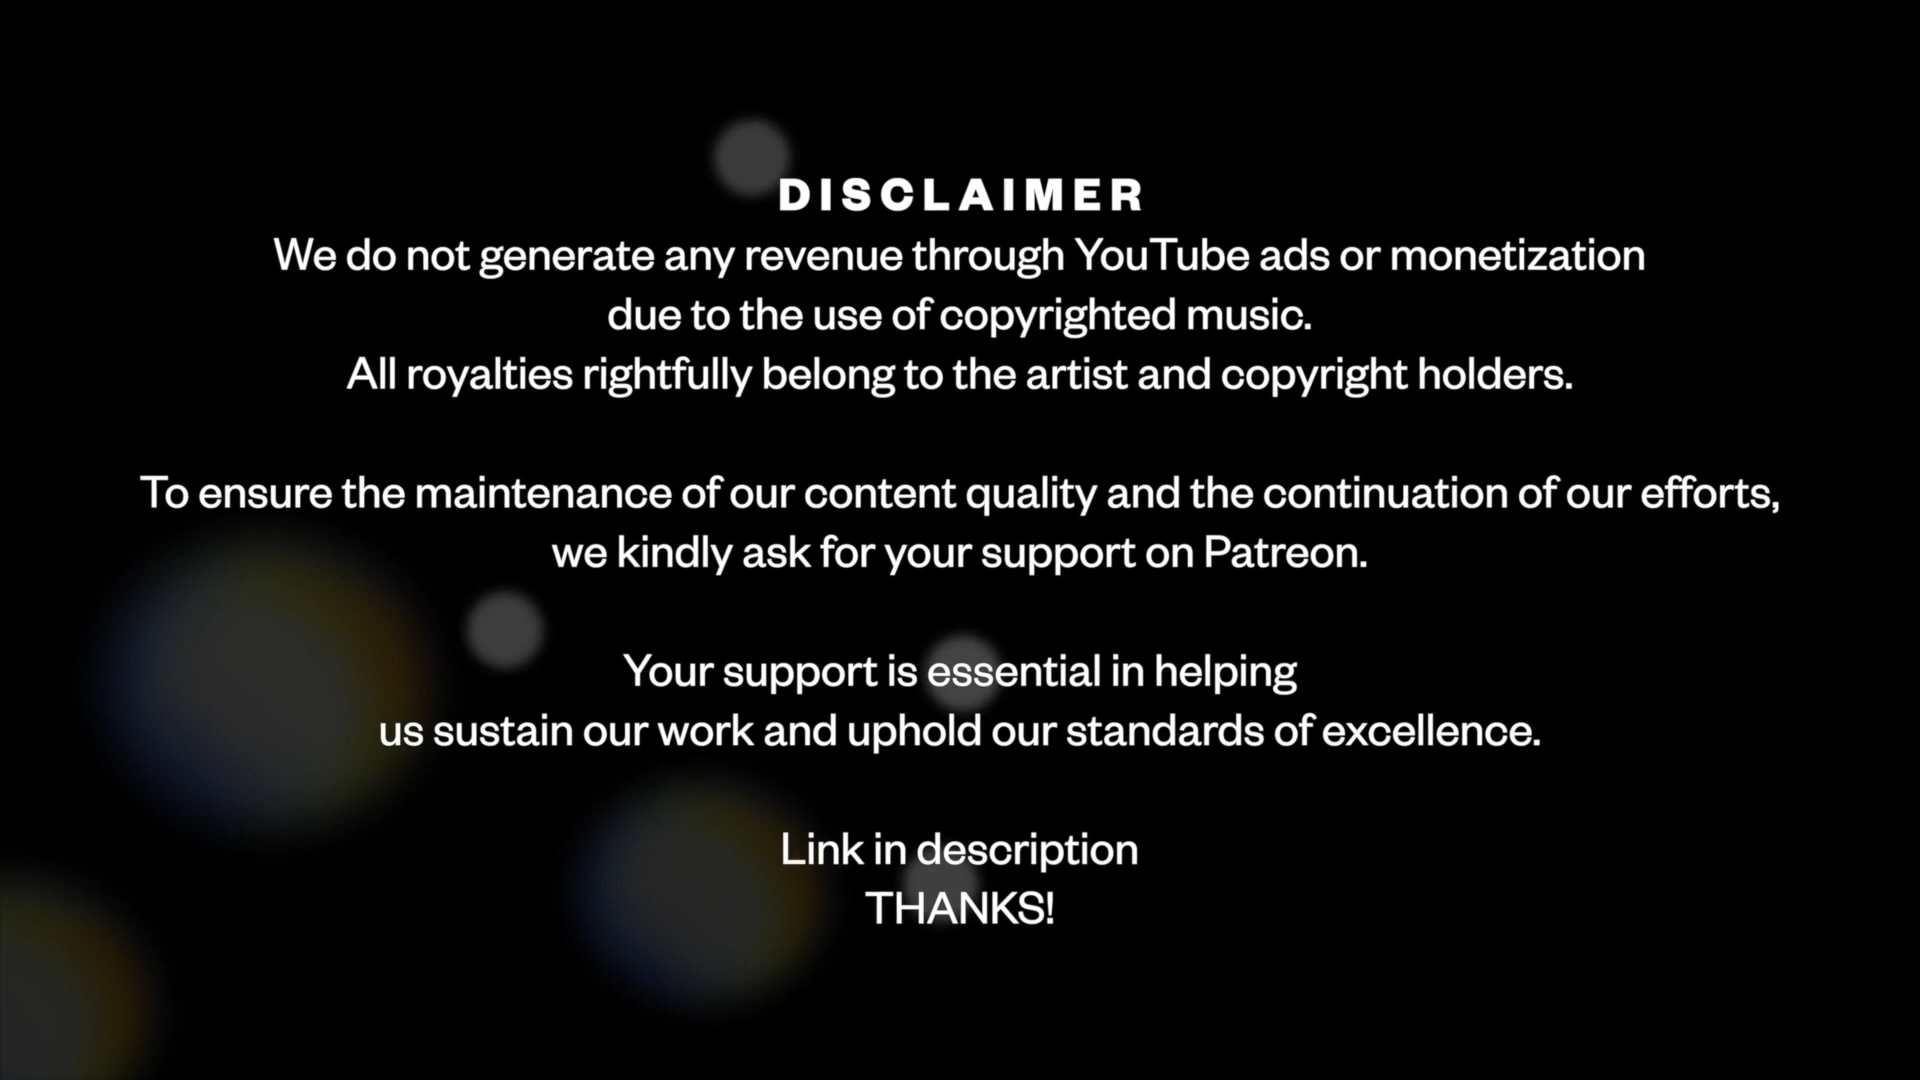 DISCLAIMER
We do not generate any revenue through YouTube ads or monetization
due to the use of copyrighted music.
All royalties rightfully belong to the artist and copyright holders.
To ensure the maintenance of our content quality and the continuation of our efforts,
we kindly ask for your support on Patreon.
Your support is essential in helping
us sustain our work and uphold our standards of excellence.
Link in description
THANKS!